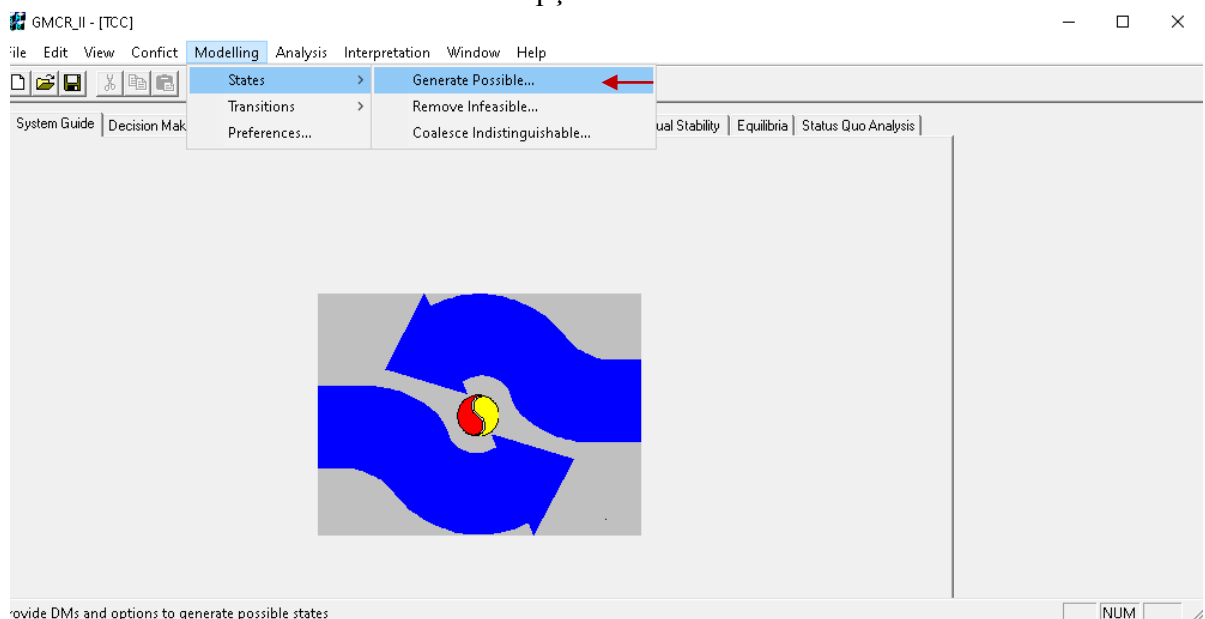 GMCR_II - [TCC]
ile Edit View Confict Modelling Analysis Interpretation Window Help
States > Generate Possible...
Transitions > Remove Infeasible...
Preferences... Coalesce Indistinguishable...
System Guide Decision Mak ual Stability Equilibria Status Quo Analysis
rovide DMs and options to generate possible states NUM